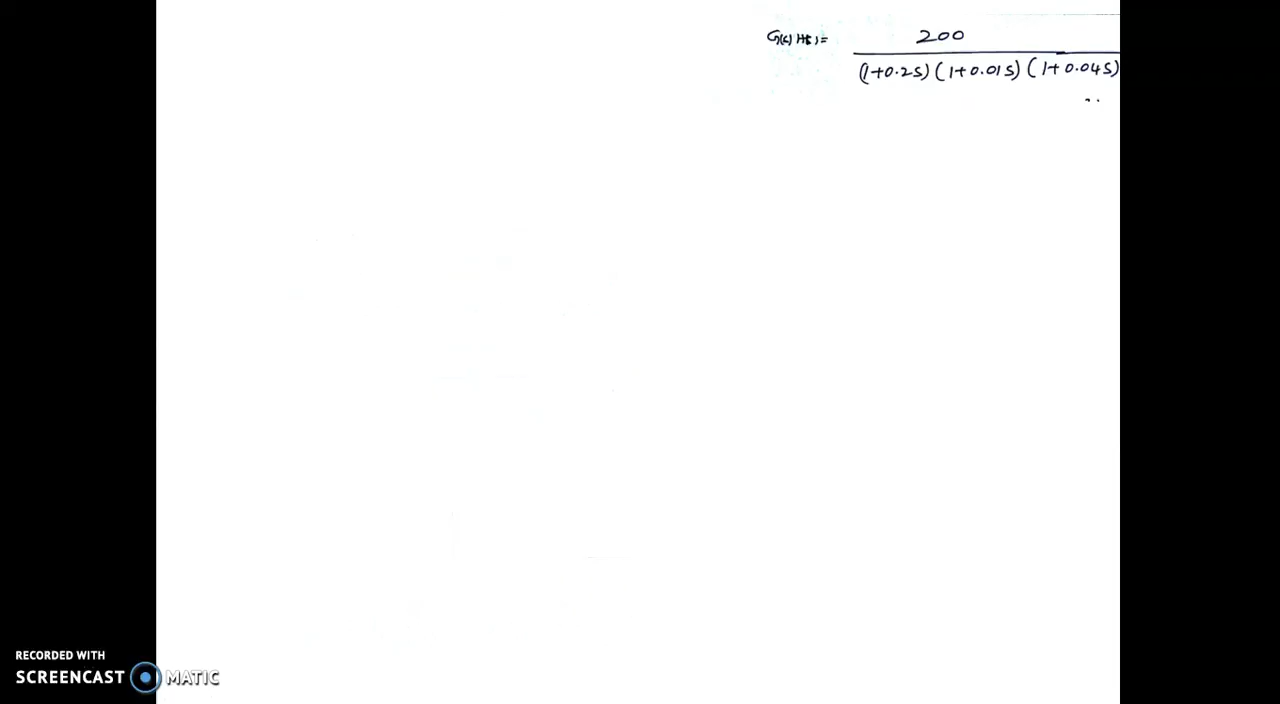 G(s) H(s) =
200
(1+0.2s) (1+0.01s) (1+0.04s)
RECORDED WITH
SCREENCAST MATIC